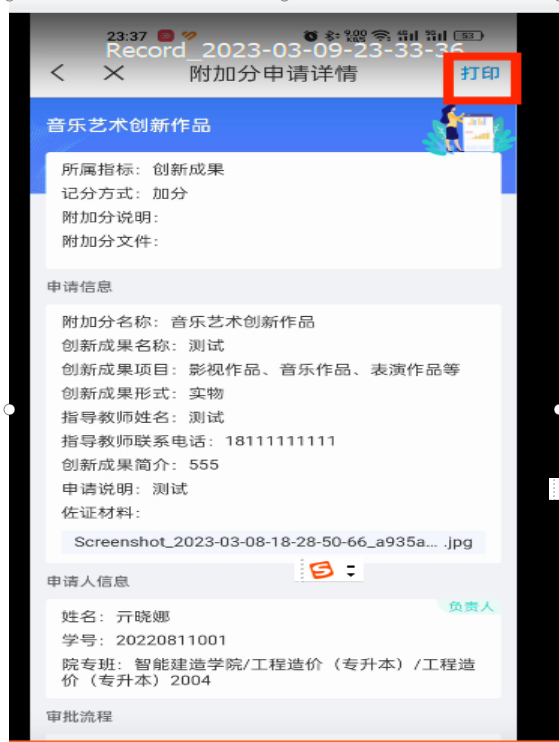 23:37
53
Record_2023-03-09-23-33-36
附加分申请详情
打印
音乐艺术创新作品
所属指标：创新成果
记分方式：加分
附加分说明：
附加分文件：
申请信息
附加分名称：音乐艺术创新作品
创新成果名称：测试
创新成果项目：影视作品、音乐作品、表演作品等
创新成果形式：实物
指导教师姓名：测试
指导教师联系电话：18111111111
创新成果简介：555
申请说明：测试
佐证材料：
Screenshot_2023-03-08-18-28-50-66_a935a... .jpg
申请人信息
负责人
姓名：亓晓娜
学号：20220811001
院专班：智能建造学院/工程造价（专升本）/工程造
价（专升本）2004
审批流程